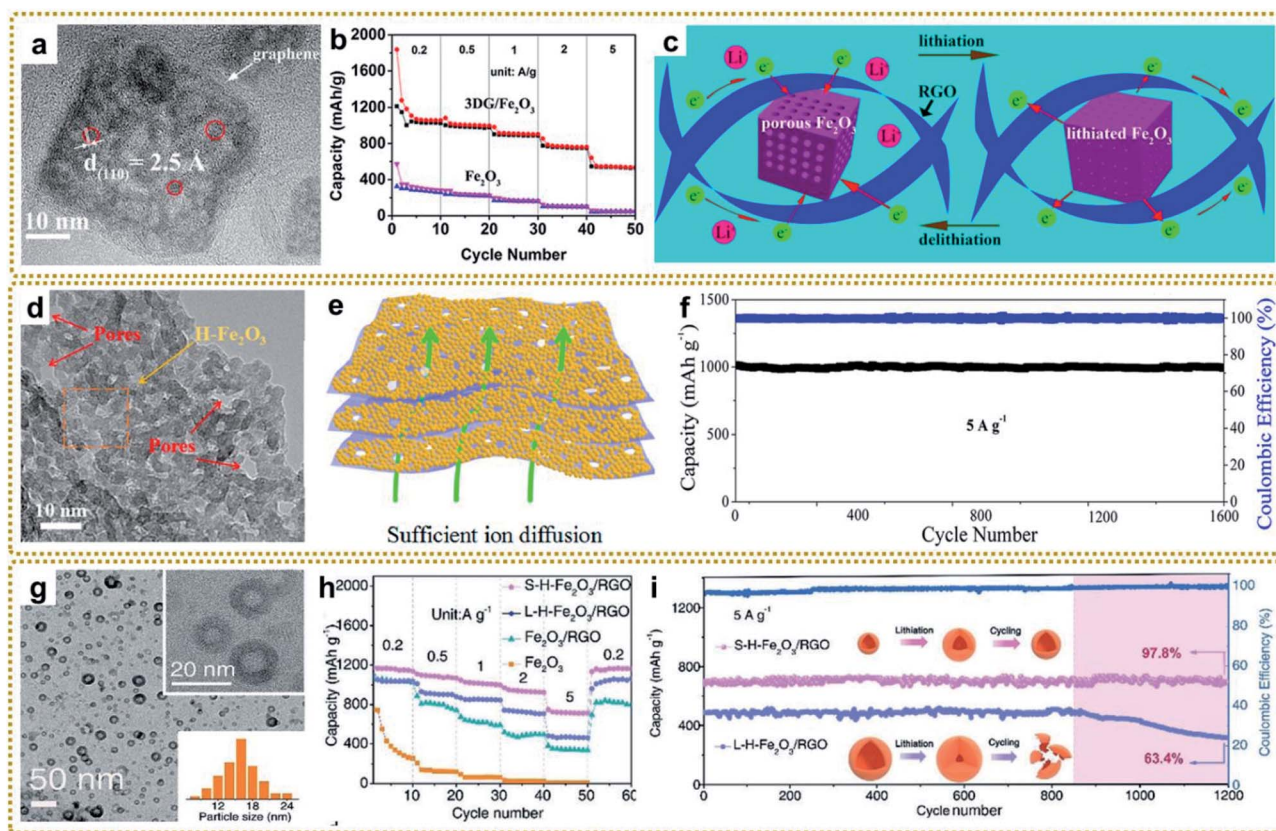 a
graphene
d(110) = 2.5 Å
10 nm
b
Capacity (mAh/g)
2000
1600
1200
800
400
0
0.2
0.5
1
2
5
unit: A/g
3DG/Fe₂O₃
Fe₂O₃
0
10
20
30
40
50
Cycle Number
c
Li⁺
e⁻
Li⁺
e⁻
lithiation
e⁻
e⁻
RGO
e⁻
porous Fe₂O₃
Li⁺
e⁻
lithiated Fe₂O₃
e⁻
Li⁺
e⁻
e⁻
delithiation
e⁻
e⁻
d
Pores
H-Fe₂O₃
Pores
10 nm
e
Sufficient ion diffusion
f
Capacity (mAh g⁻¹)
1500
1000
500
0
5 A g⁻¹
0
400
800
1200
1600
Cycle Number
100
80
60
40
20
0
Coulombic Efficiency (%)
g
20 nm
50 nm
12
18
24
Particle size (nm)
h
Capacity (mAh g⁻¹)
2000
1600
1200
800
400
0
S-H-Fe₂O₃/RGO
Unit:A g⁻¹
L-H-Fe₂O₃/RGO
Fe₂O₃/RGO
Fe₂O₃
0.2
0.5
1
2
5
0.2
10
20
30
40
50
60
Cycle number
i
Capacity (mAh g⁻¹)
1200
800
400
0
5 A g⁻¹
S-H-Fe₂O₃/RGO
Lithiation
Cycling
97.8%
L-H-Fe₂O₃/RGO
Lithiation
Cycling
63.4%
0
200
400
600
800
1000
1200
Cycle number
100
80
60
40
20
0
Coulombic Efficiency (%)